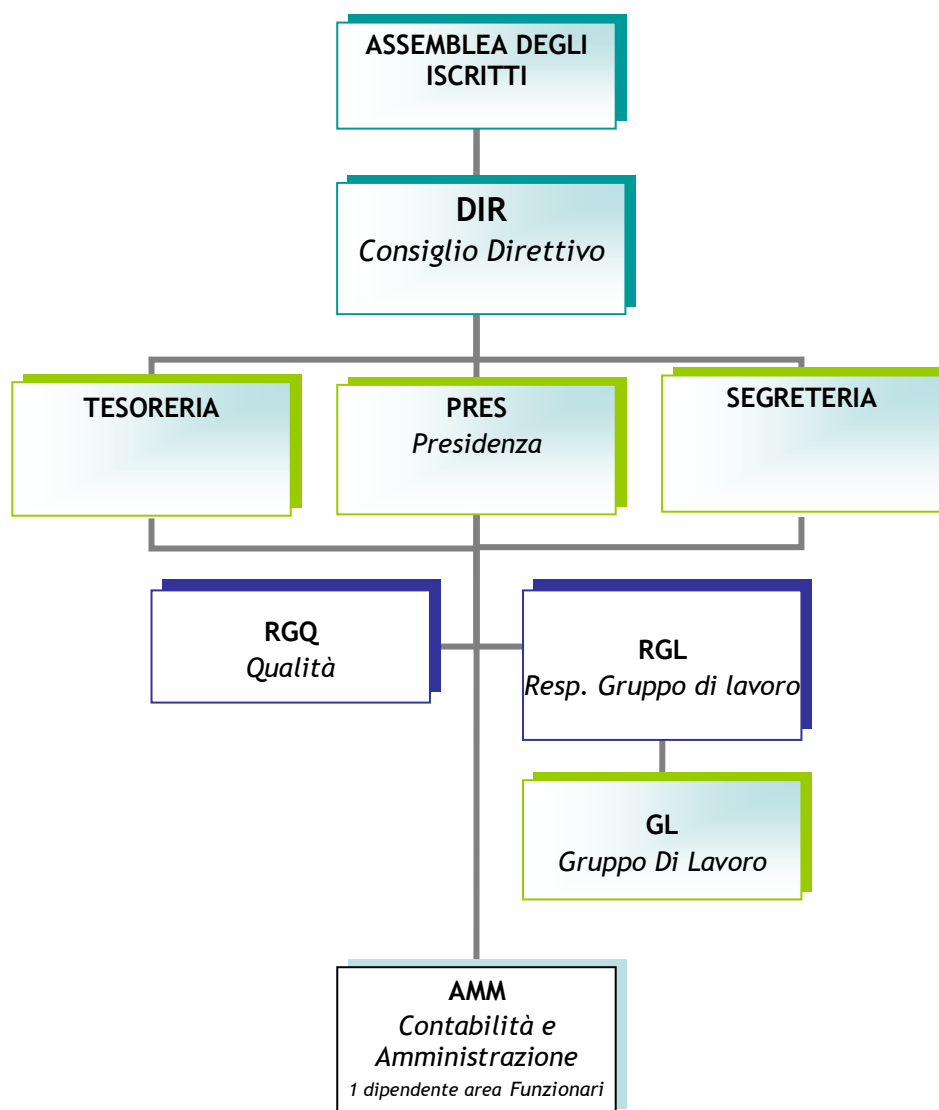 ASSEMBLEA DEGLI
ISCRITTI
DIR
Consiglio Direttivo
TESORERIA
PRES
Presidenza
SEGRETERIA
RGQ
Qualità
RGL
Resp. Gruppo di lavoro
GL
Gruppo Di Lavoro
AMM
Contabilità e
Amministrazione
1 dipendente area Funzionari